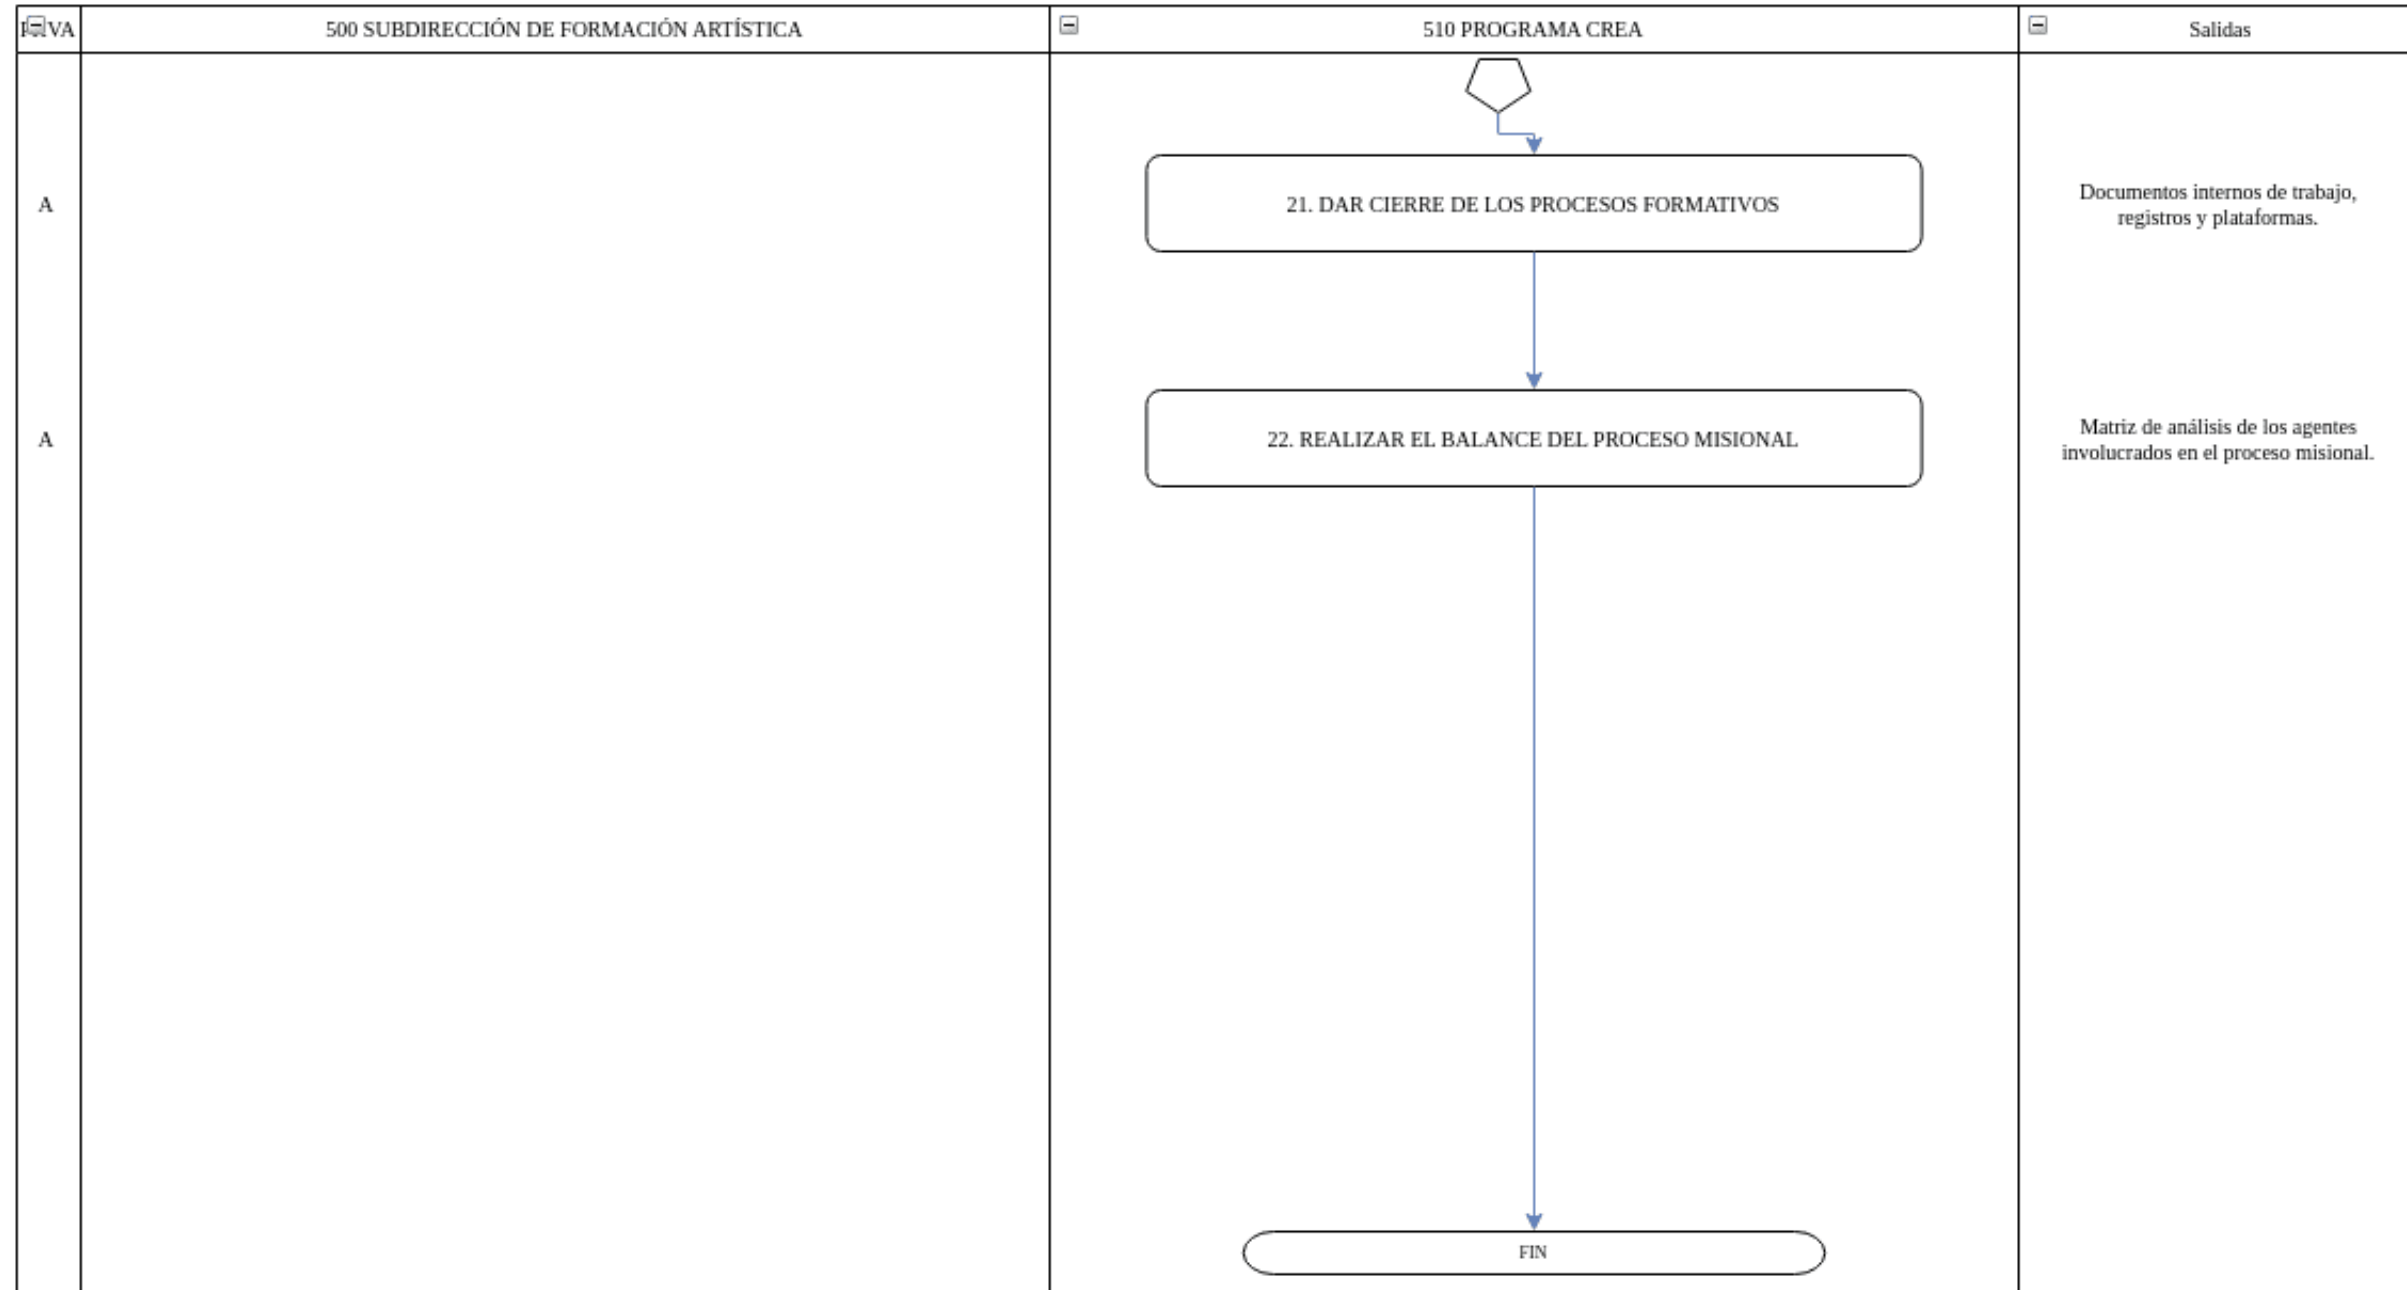 500 SUBDIRECCIÓN DE FORMACIÓN ARTÍSTICA
510 PROGRAMA CREA
Salidas
A
21. DAR CIERRE DE LOS PROCESOS FORMATIVOS
Documentos internos de trabajo,
registros y plataformas.
A
22. REALIZAR EL BALANCE DEL PROCESO MISIONAL
Matriz de análisis de los agentes
involucrados en el proceso misional.
FIN